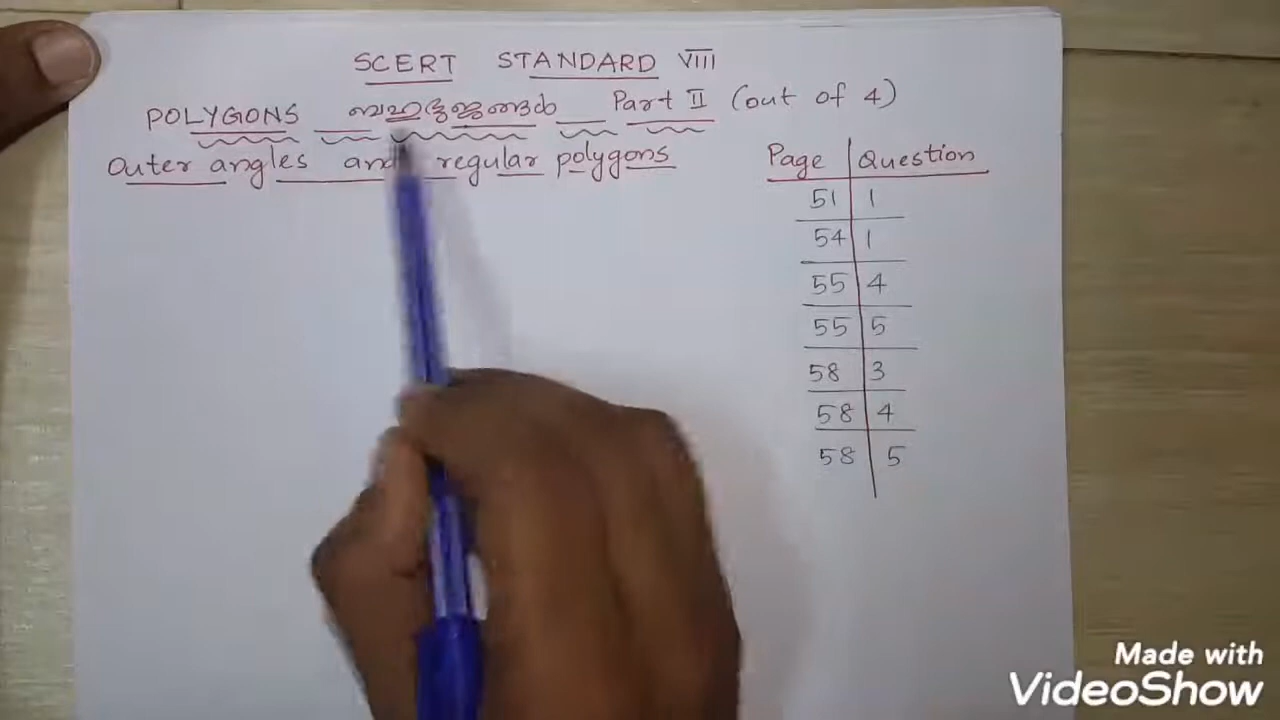 SCERT STANDARD VIII
POLYGONS ബഹുഭുജങ്ങൾ Part II (out of 4)
Outer angles and regular polygons
Page Question
51 1
54 1
55 4
55 5
58 3
58 4
58 5
Made with
VideoShow